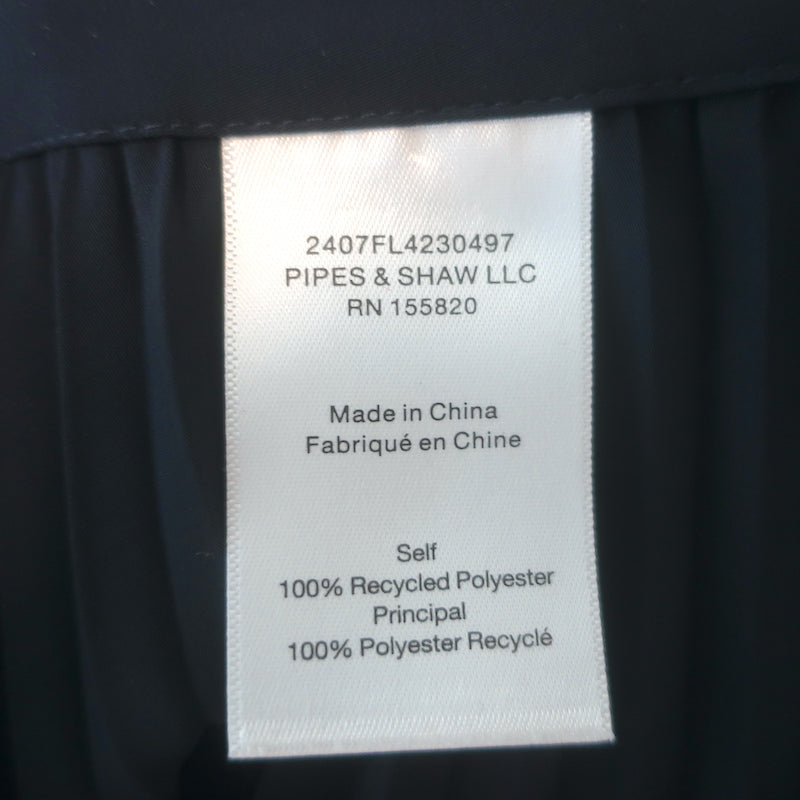 2407FL4230497
PIPES & SHAW LLC
RN 155820
Made in China
Fabriqué en Chine
Self
100% Recycled Polyester
Principal
100% Polyester Recyclé